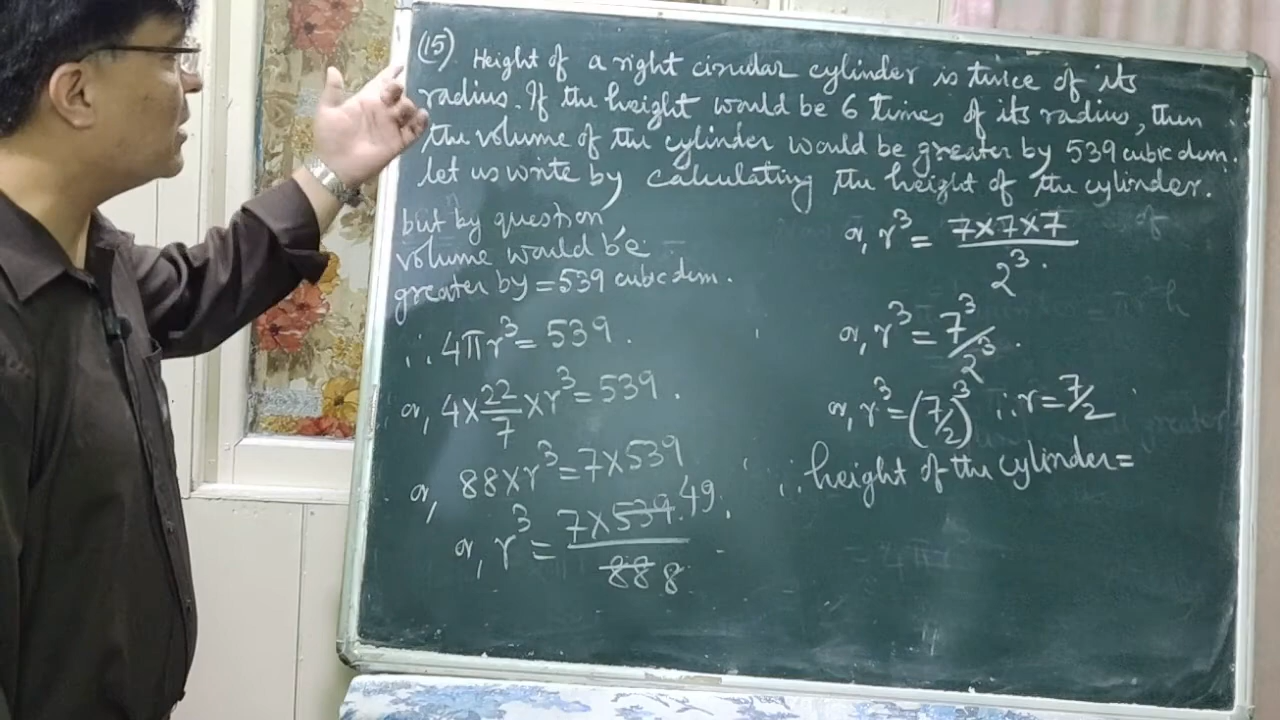 (15) Height of a right circular cylinder is twice of its
radius. If the height would be 6 times of its radius, then
the volume of the cylinder would be greater by 539 cubic dcm.
let us write by calculating the height of the cylinder.
but by question
volume would be
greater by = 539 cubic dcm.
∴ 4πr³ = 539.
or, 4×22/7×r³ = 539.
or, 88×r³ = 7×539
or, r³ = 7×539 49 / 88 8
or, r³ = 7×7×7 / 2³.
or, r³ = 7³/2³.
or, r³ = (7/2)³ ∴ r = 7/2
∴ height of the cylinder =